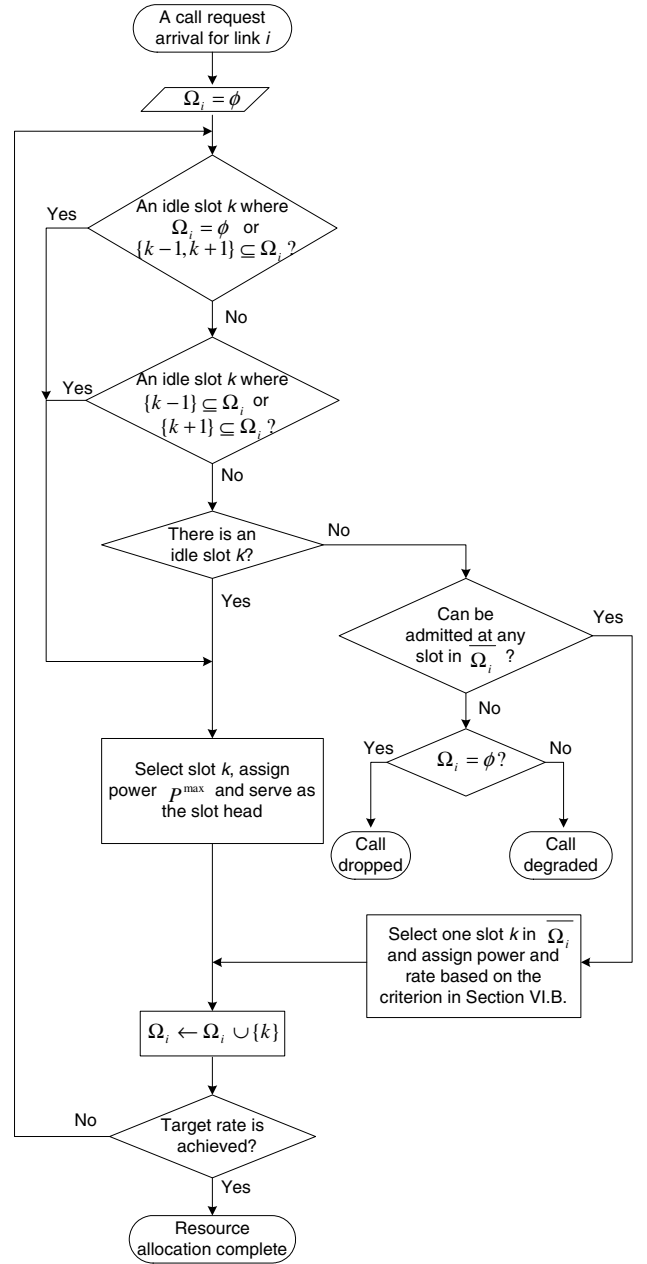 A call request
arrival for link i
Ω_i = ϕ
An idle slot k where
Ω_i = ϕ or
{k − 1, k + 1} ⊆ Ω_i ?
Yes
No
An idle slot k where
{k − 1} ⊆ Ω_i or
{k + 1} ⊆ Ω_i ?
Yes
No
There is an
idle slot k?
No
Yes
Can be
admitted at any
slot in \overline{Ω_i} ?
Yes
No
Ω_i = ϕ ?
Yes
No
Call
dropped
Call
degraded
Select slot k, assign
power P^max and serve as
the slot head
Select one slot k in \overline{Ω_i}
and assign power and
rate based on the
criterion in Section VI.B.
Ω_i ← Ω_i ∪ {k}
Target rate is
achieved?
No
Yes
Resource
allocation complete